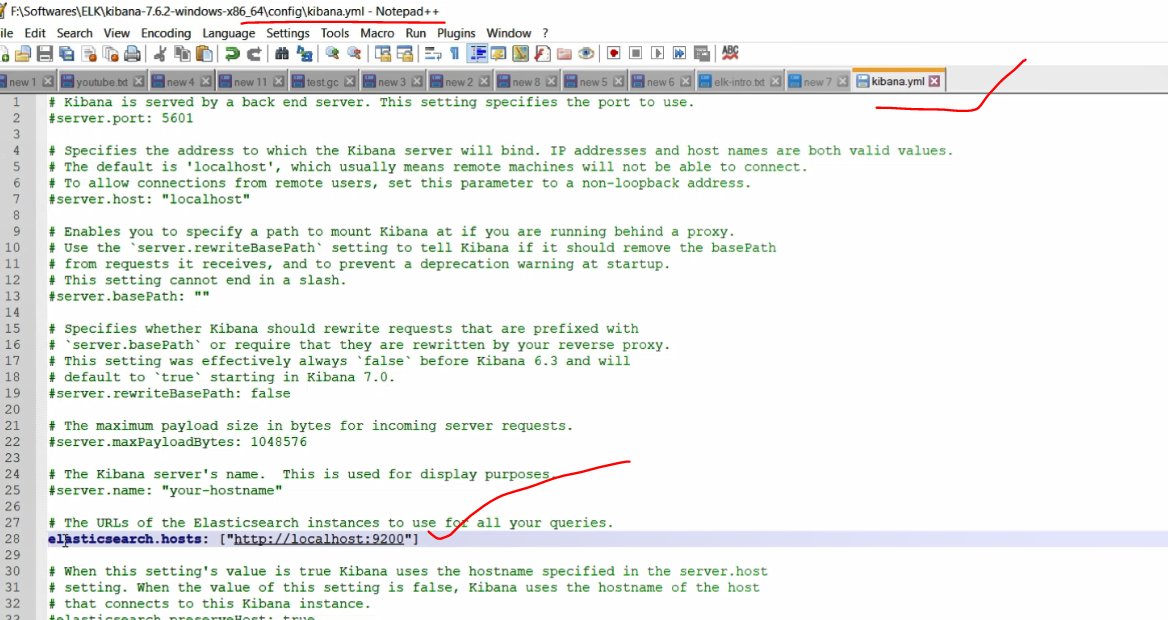 F:\Softwares\ELK\kibana-7.6.2-windows-x86_64\config\kibana.yml - Notepad++
ile Edit Search View Encoding Language Settings Tools Macro Run Plugins Window ?
new 1 youtube.txt new 4 new 11 test.gc new 3 new 2 new 8 new 5 new 6 elk-intro.txt new 7 kibana.yml
1 # Kibana is served by a back end server. This setting specifies the port to use.
2 #server.port: 5601
3
4 # Specifies the address to which the Kibana server will bind. IP addresses and host names are both valid values.
5 # The default is 'localhost', which usually means remote machines will not be able to connect.
6 # To allow connections from remote users, set this parameter to a non-loopback address.
7 #server.host: "localhost"
8
9 # Enables you to specify a path to mount Kibana at if you are running behind a proxy.
10 # Use the `server.rewriteBasePath` setting to tell Kibana if it should remove the basePath
11 # from requests it receives, and to prevent a deprecation warning at startup.
12 # This setting cannot end in a slash.
13 #server.basePath: ""
14
15 # Specifies whether Kibana should rewrite requests that are prefixed with
16 # `server.basePath` or require that they are rewritten by your reverse proxy.
17 # This setting was effectively always `false` before Kibana 6.3 and will
18 # default to `true` starting in Kibana 7.0.
19 #server.rewriteBasePath: false
20
21 # The maximum payload size in bytes for incoming server requests.
22 #server.maxPayloadBytes: 1048576
23
24 # The Kibana server's name.  This is used for display purposes.
25 #server.name: "your-hostname"
26
27 # The URLs of the Elasticsearch instances to use for all your queries.
28 elasticsearch.hosts: ["http://localhost:9200"]
29
30 # When this setting's value is true Kibana uses the hostname specified in the server.host
31 # setting. When the value of this setting is false, Kibana uses the hostname of the host
32 # that connects to this Kibana instance.
33 #elasticsearch.preserveHost: true